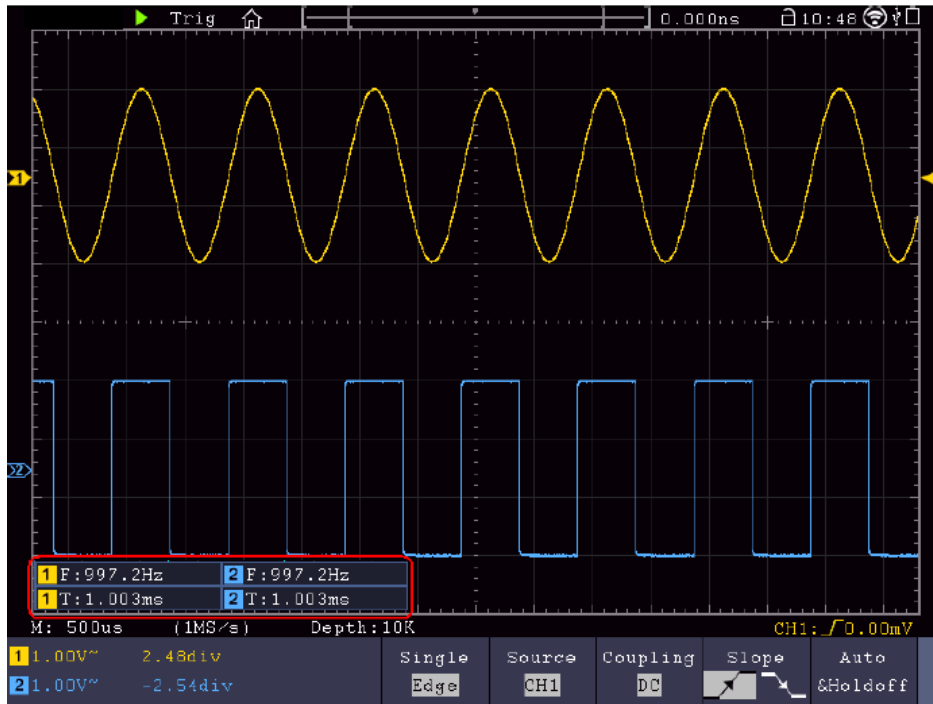 Trig 0.000ns 10:48
1
2
1 F:997.2Hz 2 F:997.2Hz
1 T:1.003ms 2 T:1.003ms
M: 500us (1MS/s) Depth:10K CH1: 0.00mV
1 1.00V~ 2.48div Single Source Coupling Slope Auto
2 1.00V~ -2.54div Edge CH1 DC &Holdoff